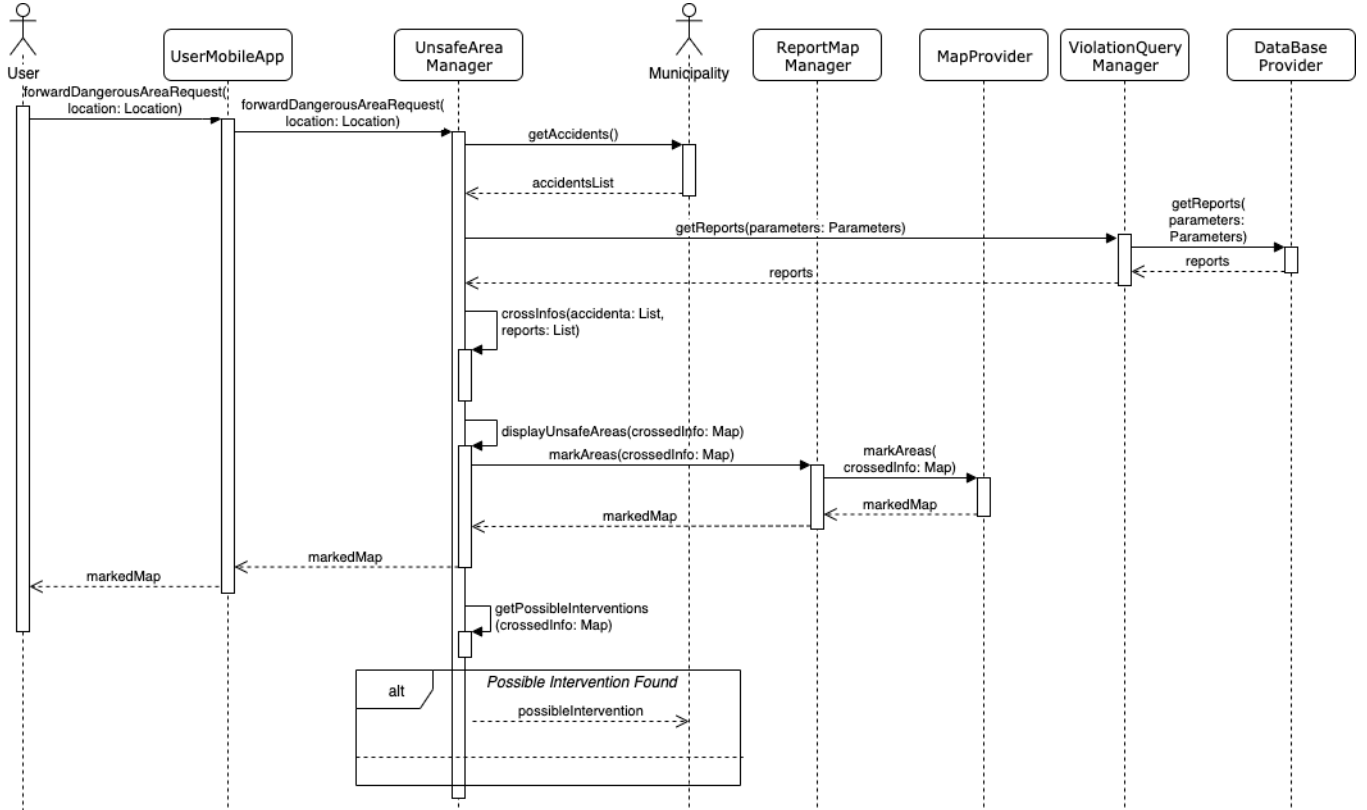 User
UserMobileApp
UnsafeArea
Manager
Municipality
ReportMap
Manager
MapProvider
ViolationQuery
Manager
DataBase
Provider
forwardDangerousAreaRequest(
location: Location)
forwardDangerousAreaRequest(
location: Location)
getAccidents()
accidentsList
getReports(parameters: Parameters)
getReports(
parameters:
Parameters)
reports
reports
crossInfos(accidenta: List,
reports: List)
displayUnsafeAreas(crossedInfo: Map)
markAreas(crossedInfo: Map)
markAreas(
crossedInfo: Map)
markedMap
markedMap
markedMap
markedMap
getPossibleInterventions
(crossedInfo: Map)
alt
Possible Intervention Found
possibleIntervention